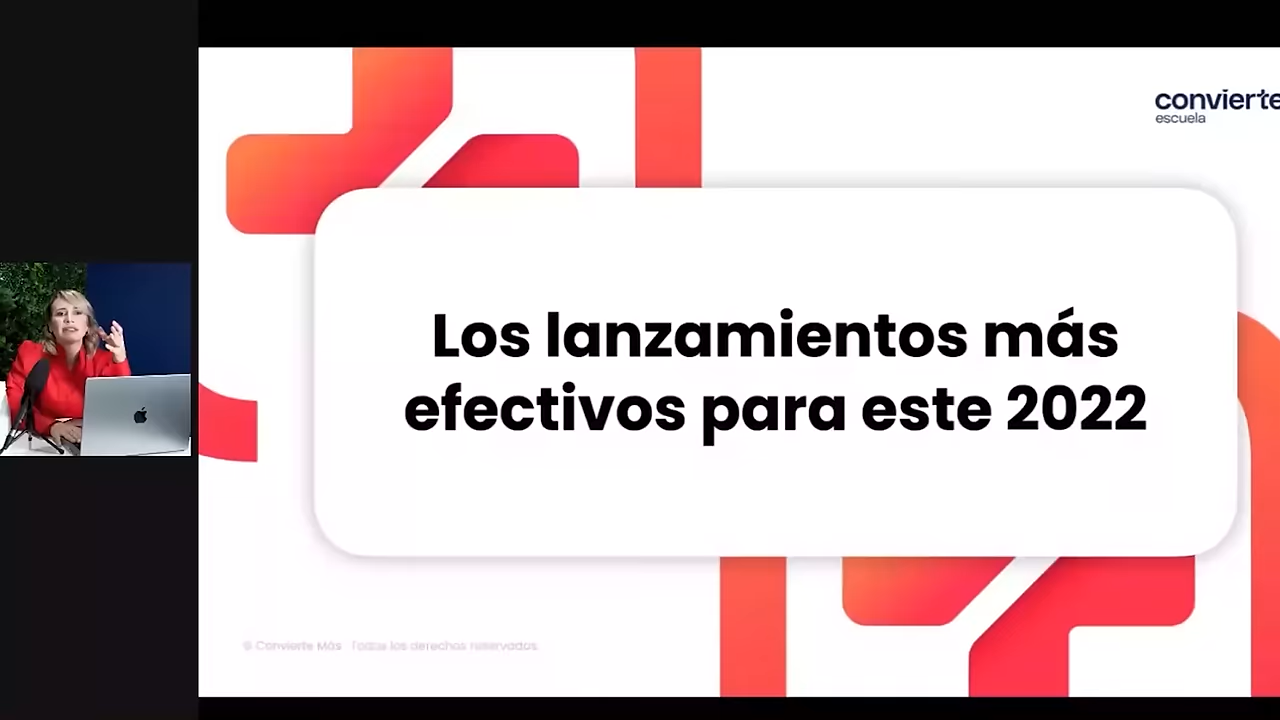 convierte
escuela
Los lanzamientos más
efectivos para este 2022
© Convierte Más Todos los derechos reservados.